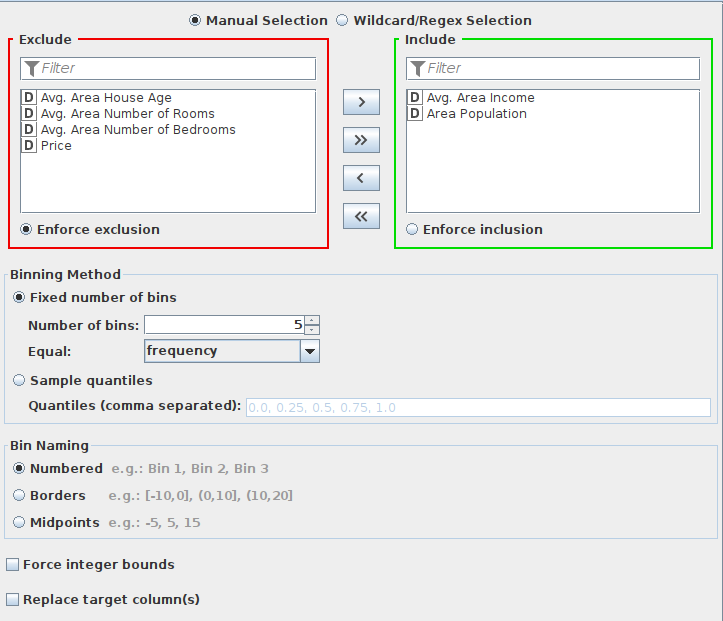 Manual Selection Wildcard/Regex Selection
Exclude
Filter
D Avg. Area House Age
D Avg. Area Number of Rooms
D Avg. Area Number of Bedrooms
D Price
Enforce exclusion
>
>>
<
<<
Include
Filter
D Avg. Area Income
D Area Population
Enforce inclusion
Binning Method
Fixed number of bins
Number of bins: 5
Equal: frequency
Sample quantiles
Quantiles (comma separated): 0.0, 0.25, 0.5, 0.75, 1.0
Bin Naming
Numbered e.g.: Bin 1, Bin 2, Bin 3
Borders e.g.: [-10,0], (0,10], (10,20]
Midpoints e.g.: -5, 5, 15
Force integer bounds
Replace target column(s)